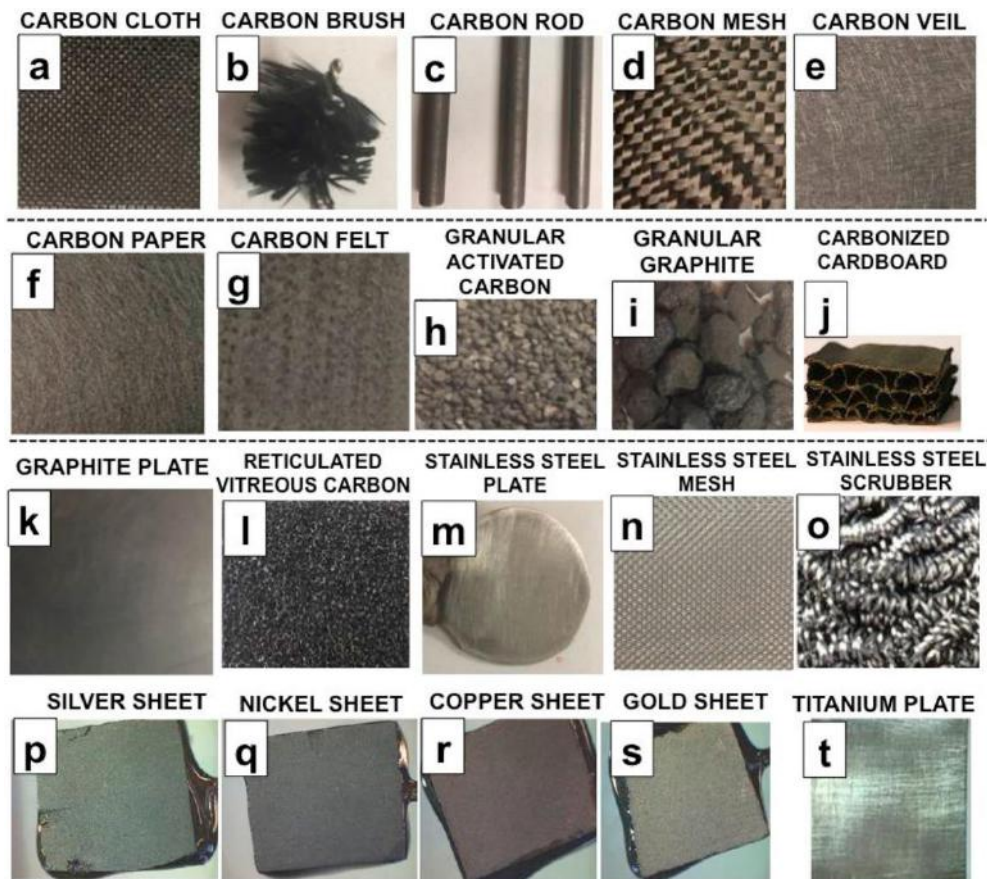 CARBON CLOTH
CARBON BRUSH
CARBON ROD
CARBON MESH
CARBON VEIL
a
b
c
d
e
CARBON PAPER
CARBON FELT
GRANULAR
ACTIVATED
CARBON
GRANULAR
GRAPHITE
CARBONIZED
CARDBOARD
f
g
h
i
j
GRAPHITE PLATE
RETICULATED
VITREOUS CARBON
STAINLESS STEEL
PLATE
STAINLESS STEEL
MESH
STAINLESS STEEL
SCRUBBER
k
l
m
n
o
SILVER SHEET
NICKEL SHEET
COPPER SHEET
GOLD SHEET
TITANIUM PLATE
p
q
r
s
t